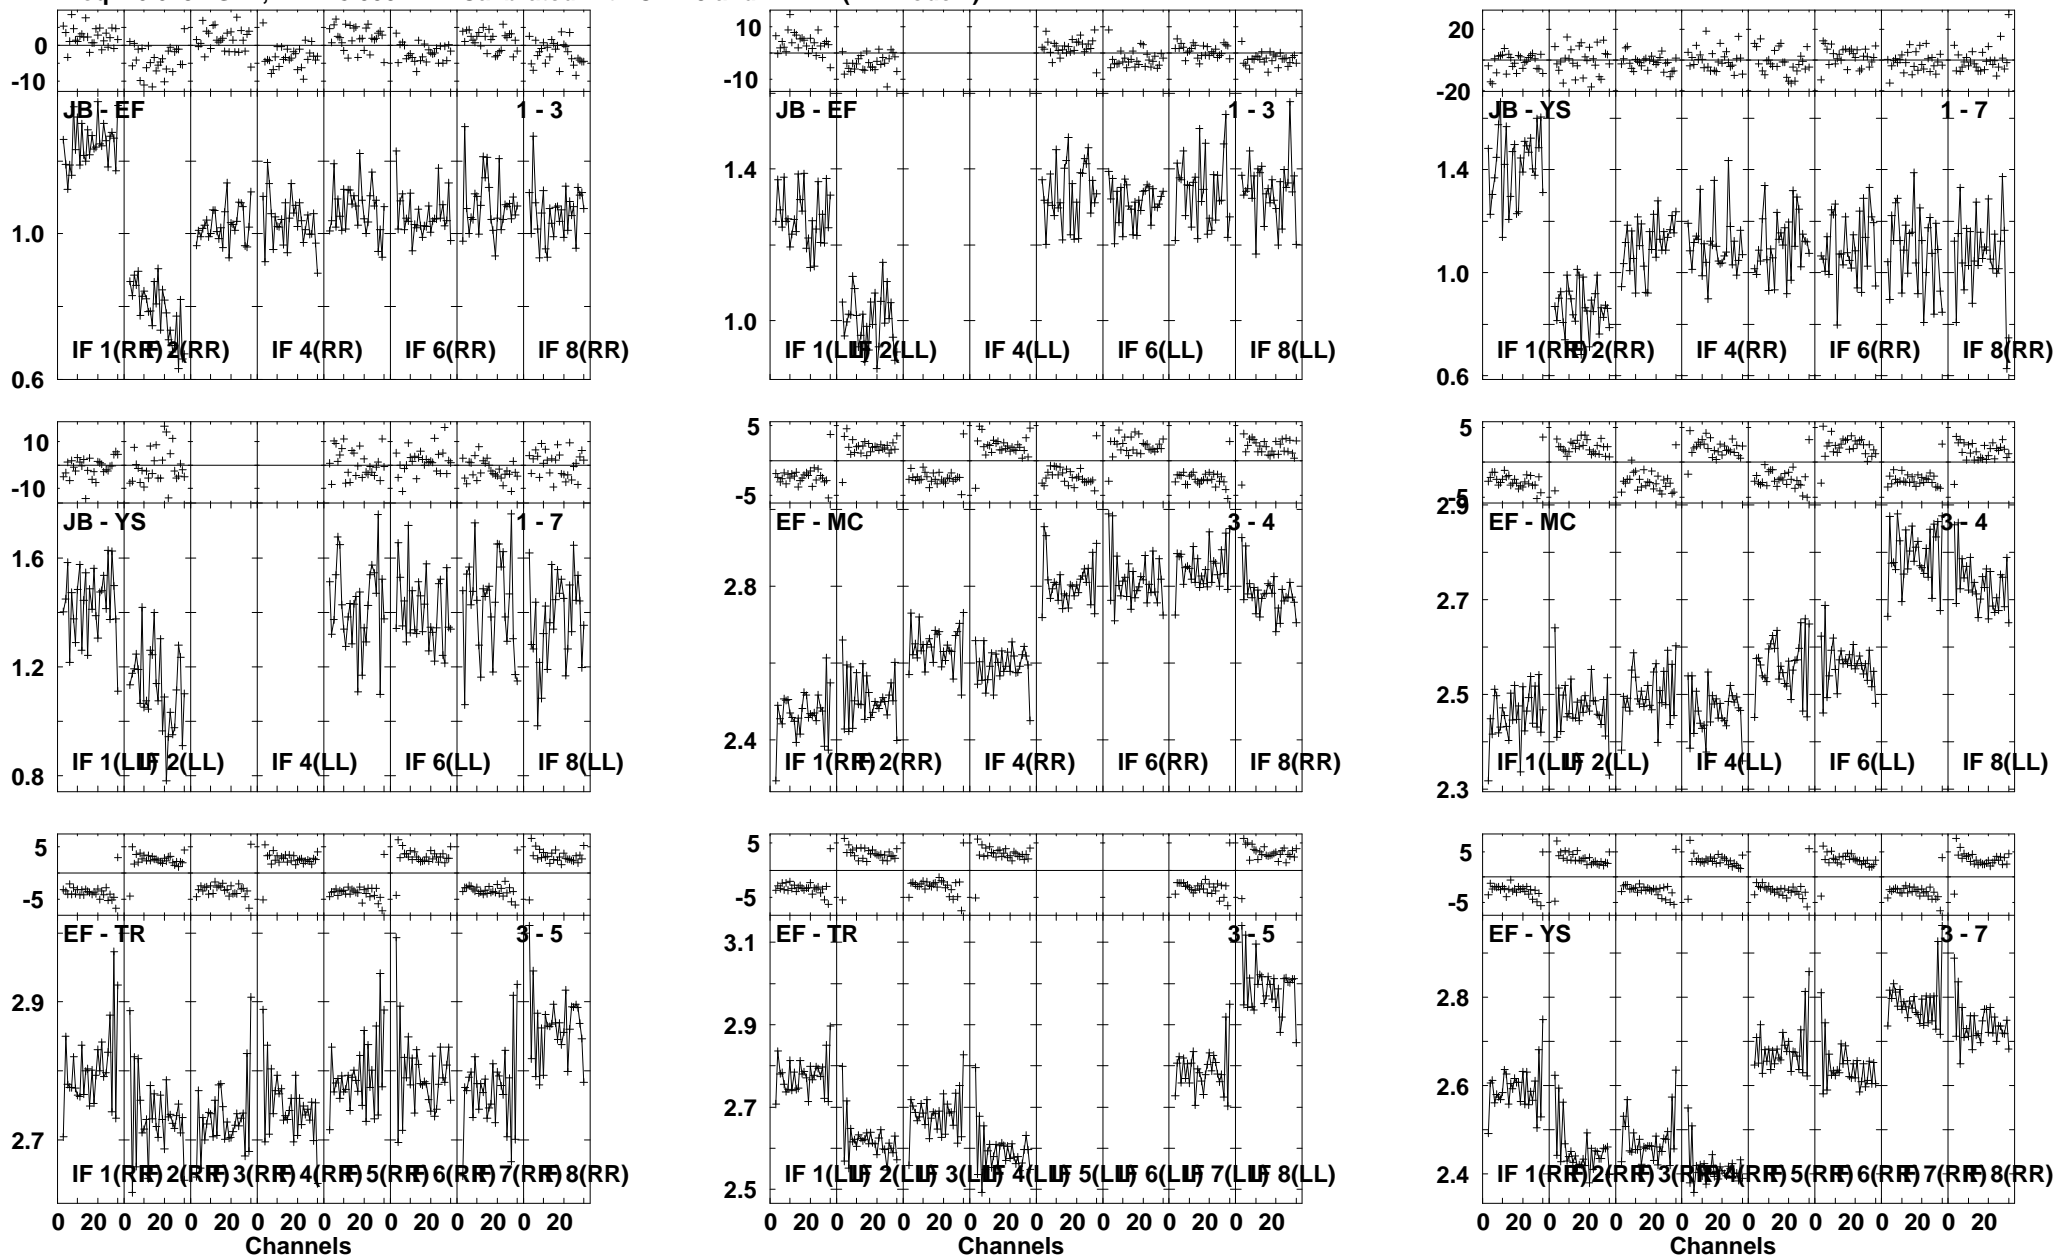 0
-10
JB - EF 1 - 3
1.0
IF 1(RR) IF 2(RR) IF 4(RR) IF 6(RR) IF 8(RR)
0.6
10
-10
JB - EF 1 - 3
1.4
1.0
IF 1(LL) IF 2(LL) IF 4(LL) IF 6(LL) IF 8(LL)
20
-20
JB - YS 1 - 7
1.4
1.0
IF 1(RR) IF 2(RR) IF 4(RR) IF 6(RR) IF 8(RR)
0.6
10
-10
JB - YS 1 - 7
1.6
1.2
IF 1(LL) IF 2(LL) IF 4(LL) IF 6(LL) IF 8(LL)
0.8
5
-5
EF - MC 3 - 4
2.8
2.4
IF 1(RR) IF 2(RR) IF 4(RR) IF 6(RR) IF 8(RR)
5
-5
2.9
EF - MC 3 - 4
2.7
2.5
IF 1(LL) IF 2(LL) IF 4(LL) IF 6(LL) IF 8(LL)
2.3
5
-5
EF - TR 3 - 5
2.9
2.7
IF 1(RR) IF 2(RR) IF 3(RR) IF 4(RR) IF 5(RR) IF 6(RR) IF 7(RR) IF 8(RR)
0 20 0 20 0 20 0 20 0 20 0 20 0 20 0 20
Channels
5
-5
EF - TR 3 - 5
3.1
2.9
2.7
IF 1(LL) IF 2(LL) IF 3(LL) IF 4(LL) IF 5(LL) IF 6(LL) IF 7(LL) IF 8(LL)
2.5
0 20 0 20 0 20 0 20 0 20 0 20 0 20 0 20
Channels
5
-5
EF - YS 3 - 7
2.8
2.6
2.4
IF 1(RR) IF 2(RR) IF 3(RR) IF 4(RR) IF 5(RR) IF 6(RR) IF 7(RR) IF 8(RR)
0 20 0 20 0 20 0 20 0 20 0 20 0 20 0 20
Channels